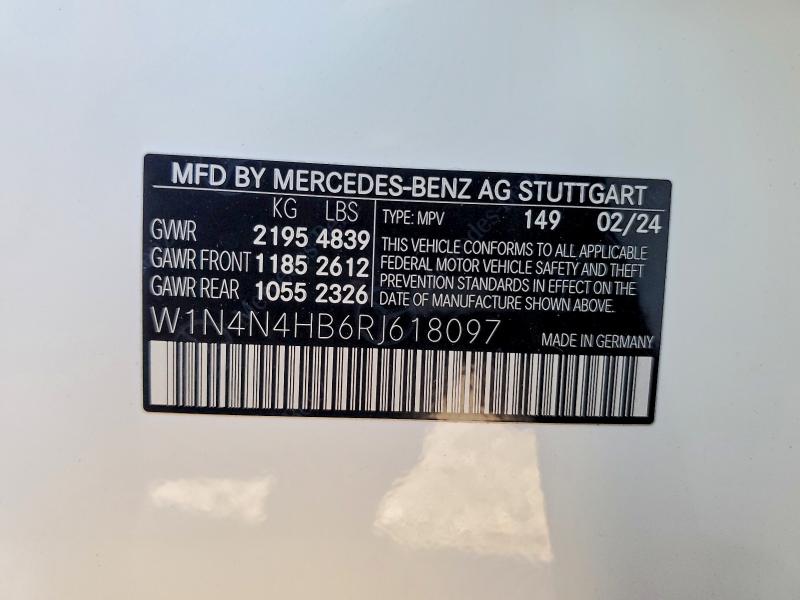 MFD BY MERCEDES-BENZ AG STUTTGART
KG LBS
GVWR 2195 4839
GAWR FRONT 1185 2612
GAWR REAR 1055 2326
TYPE: MPV 149 02/24
THIS VEHICLE CONFORMS TO ALL APPLICABLE
FEDERAL MOTOR VEHICLE SAFETY AND THEFT
PREVENTION STANDARDS IN EFFECT ON THE
DATE OF MANUFACTURE SHOWN ABOVE.
W1N4N4HB6RJ618097
MADE IN GERMANY